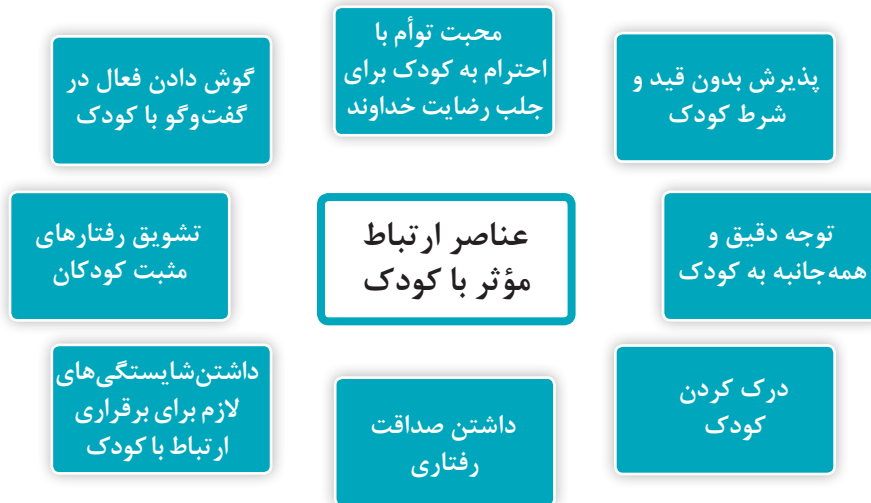 محبت توأم با
احترام به کودک برای
جلب رضایت خداوند
پذیرش بدون قید و
شرط کودک
توجه دقیق و
همه‌جانبه به کودک
درک کردن
کودک
داشتن صداقت
رفتاری
داشتن‌شایستگی‌های
لازم برای برقراری
ارتباط با کودک
تشویق رفتارهای
مثبت کودکان
گوش دادن فعال در
گفت‌وگو با کودک
عناصر ارتباط
مؤثر با کودک